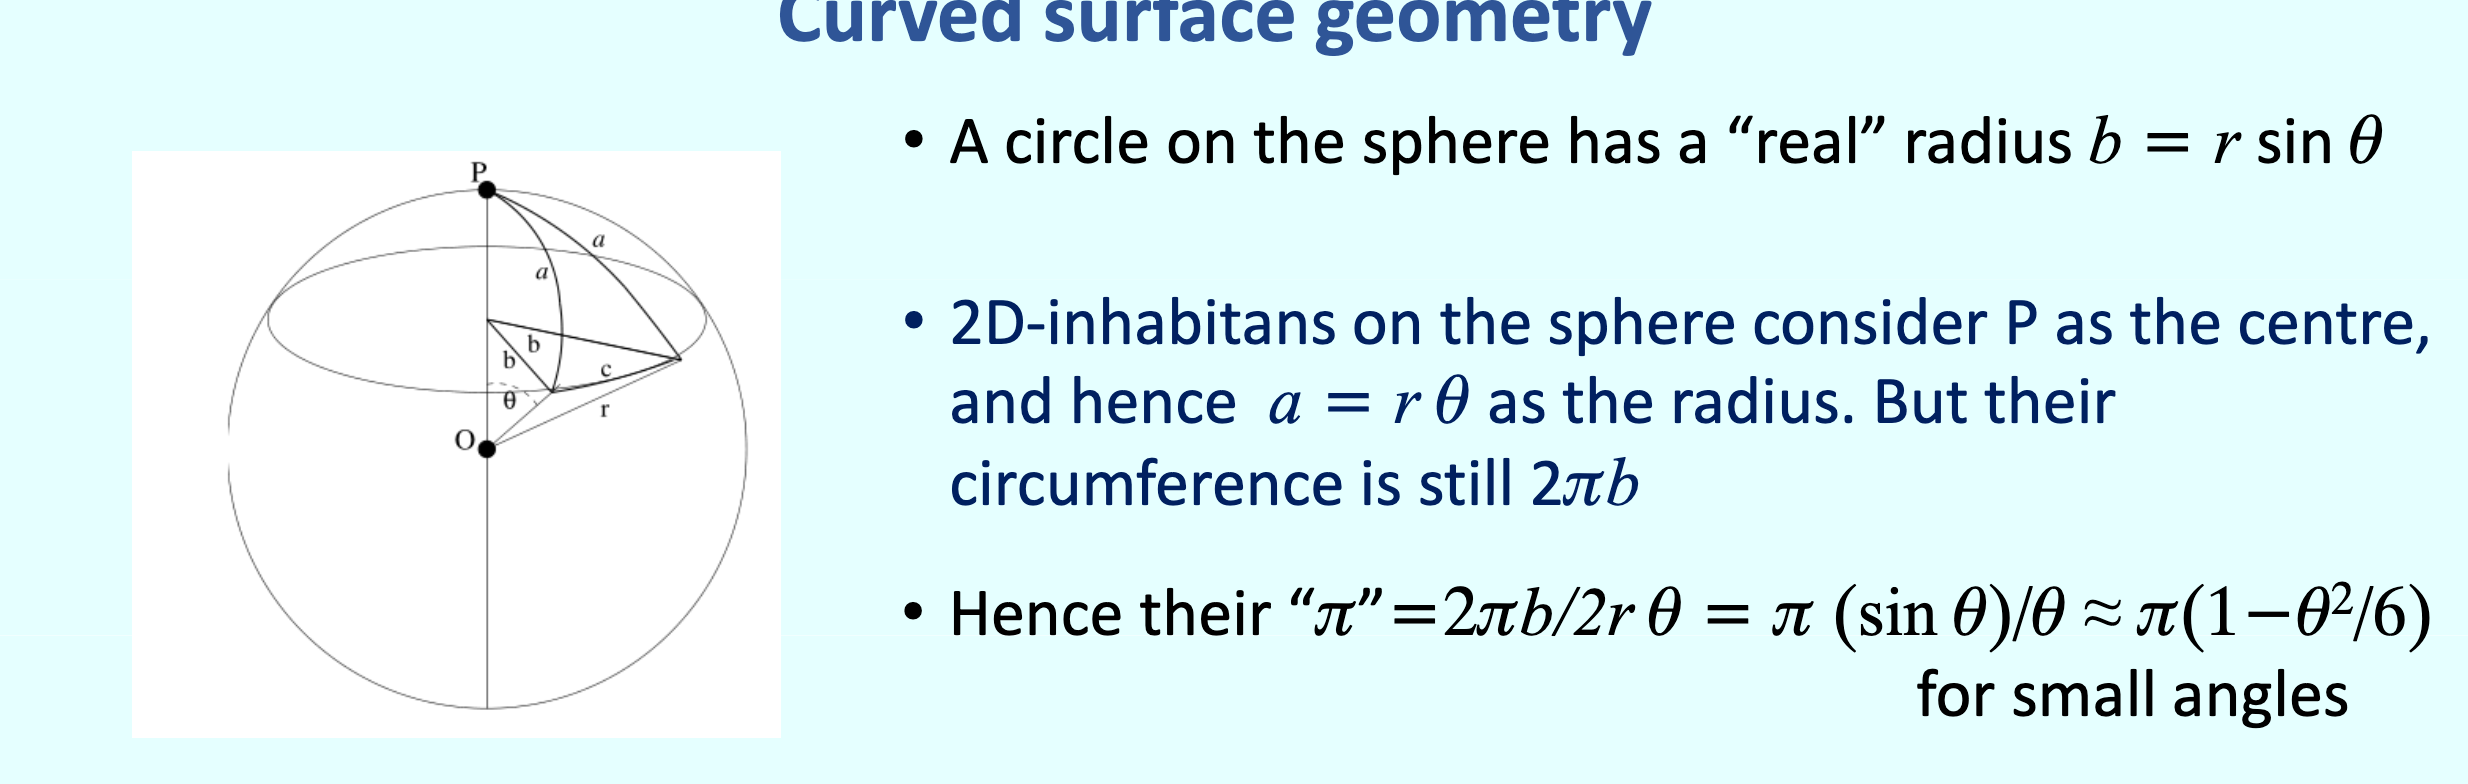 Curved surface geometry
• A circle on the sphere has a “real” radius b = r sin θ
• 2D-inhabitans on the sphere consider P as the centre,
and hence a = r θ as the radius. But their
circumference is still 2πb
• Hence their “π”=2πb/2r θ = π (sin θ)/θ ≈ π(1−θ²/6)
for small angles
P
a
a
b
b
c
θ
r
O